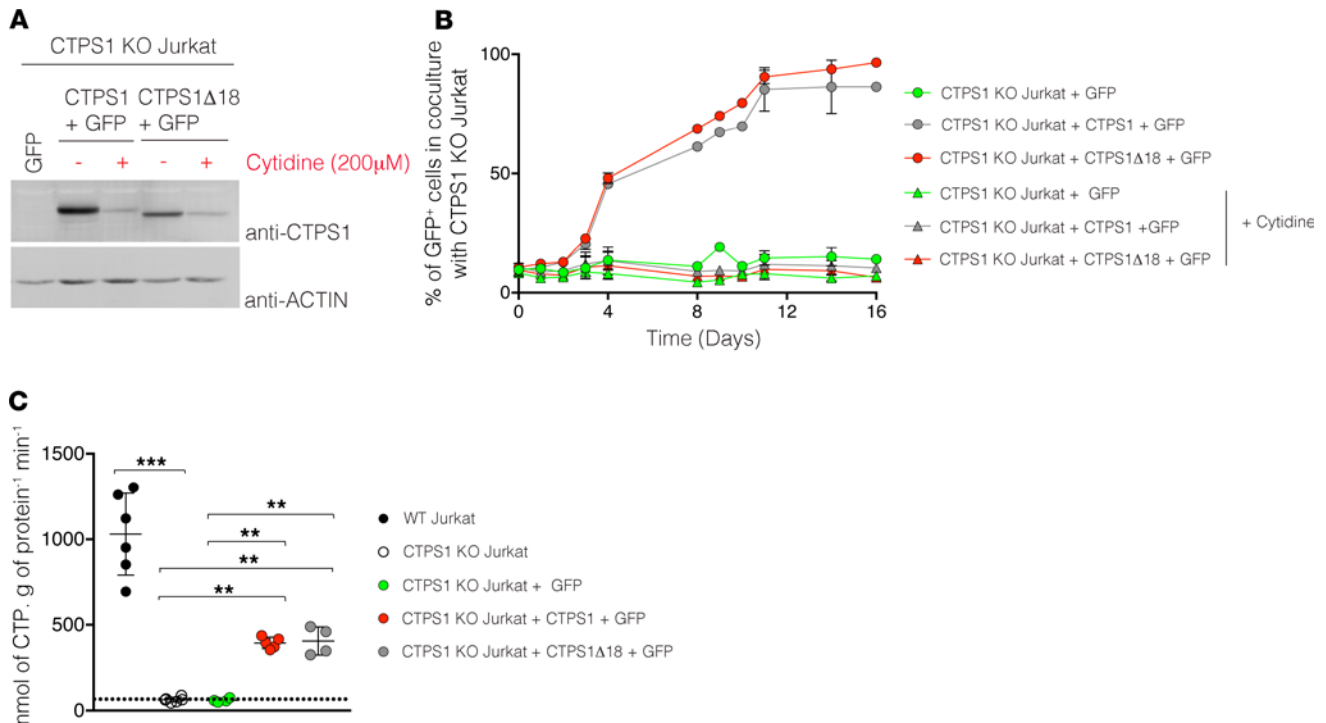 A
CTPS1 KO Jurkat
CTPS1 CTPS1Δ18
GFP + GFP + GFP
- + - + Cytidine (200μM)
anti-CTPS1
anti-ACTIN
B
% of GFP⁺ cells in coculture
with CTPS1 KO Jurkat
100
50
0
0 4 8 12 16
Time (Days)
CTPS1 KO Jurkat + GFP
CTPS1 KO Jurkat + CTPS1 + GFP
CTPS1 KO Jurkat + CTPS1Δ18 + GFP
CTPS1 KO Jurkat + GFP
CTPS1 KO Jurkat + CTPS1 +GFP
CTPS1 KO Jurkat + CTPS1Δ18 + GFP
+ Cytidine
C
nmol of CTP. g of protein⁻¹ min⁻¹
1500
1000
500
0
***
**
**
**
**
WT Jurkat
CTPS1 KO Jurkat
CTPS1 KO Jurkat + GFP
CTPS1 KO Jurkat + CTPS1 + GFP
CTPS1 KO Jurkat + CTPS1Δ18 + GFP